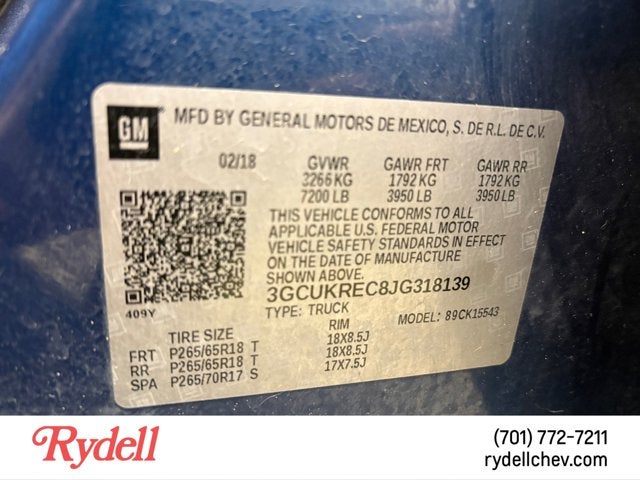 GM MFD BY GENERAL MOTORS DE MEXICO, S. DE R.L. DE C.V.
02/18 GVWR GAWR FRT GAWR RR
3266 KG 1792 KG 1792 KG
7200 LB 3950 LB 3950 LB
THIS VEHICLE CONFORMS TO ALL
APPLICABLE U.S. FEDERAL MOTOR
VEHICLE SAFETY STANDARDS IN EFFECT
ON THE DATE OF MANUFACTURE
SHOWN ABOVE.
3GCUKREC8JG318139
409Y TYPE: TRUCK MODEL: 89CK15543
TIRE SIZE RIM
FRT P265/65R18 T 18X8.5J
RR P265/65R18 T 18X8.5J
SPA P265/70R17 S 17X7.5J
Rydell
(701) 772-7211
rydellchev.com